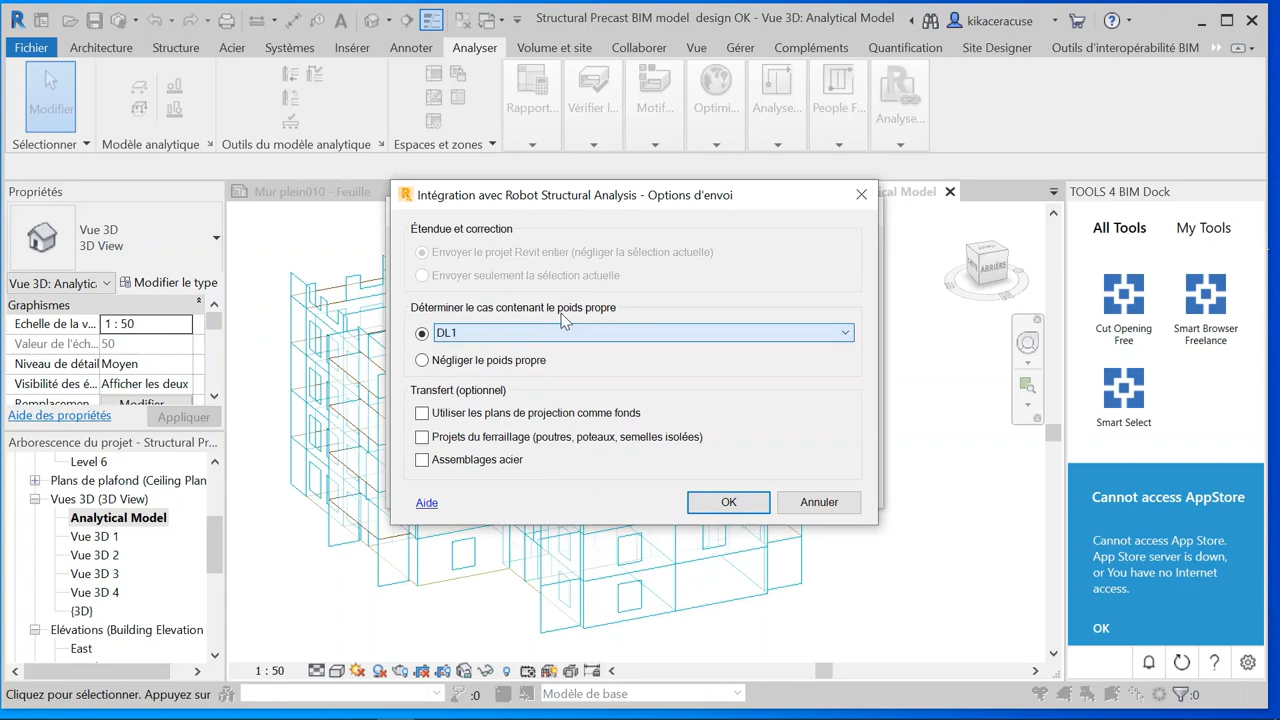 Structural Precast BIM model design OK - Vue 3D: Analytical Model
kikaceracuse
Fichier Architecture Structure Acier Systèmes Insérer Annoter Analyser Volume et site Collaborer Vue Gérer Compléments Quantification Site Designer Outils d'interopérabilité BIM
Modifier
Rapport... Vérifier l... Motif... Optimi... Analyse... People F... Analyse...
Sélectionner Modèle analytique Outils du modèle analytique Espaces et zones
Propriétés
Mur plein010 - Feuille
ical Model
TOOLS 4 BIM Dock
Vue 3D
3D View
Vue 3D: Analytic Modifier le type
Graphismes
Echelle de la v... 1 : 50
Valeur de l'éch... 50
Niveau de détail Moyen
Visibilité des é... Afficher les deux
Remplacemen... Modifier...
Aide des propriétés Appliquer
Arborescence du projet - Structural Pr...
Level 6
Plans de plafond (Ceiling Plan
Vues 3D (3D View)
Analytical Model
Vue 3D 1
Vue 3D 2
Vue 3D 3
Vue 3D 4
{3D}
Elévations (Building Elevation
East
Intégration avec Robot Structural Analysis - Options d'envoi
Étendue et correction
Envoyer le projet Revit entier (négliger la sélection actuelle)
Envoyer seulement la sélection actuelle
Déterminer le cas contenant le poids propre
DL1
Négliger le poids propre
Transfert (optionnel)
Utiliser les plans de projection comme fonds
Projets du ferraillage (poutres, poteaux, semelles isolées)
Assemblages acier
Aide OK Annuler
ARRIÈRE
All Tools My Tools
Cut Opening Free
Smart Browser Freelance
Smart Select
Cannot access AppStore
Cannot access App Store.
App Store server is down,
or You have no Internet
access.
OK
1 : 50
Cliquez pour sélectionner. Appuyez sur
:0
Modèle de base
:0